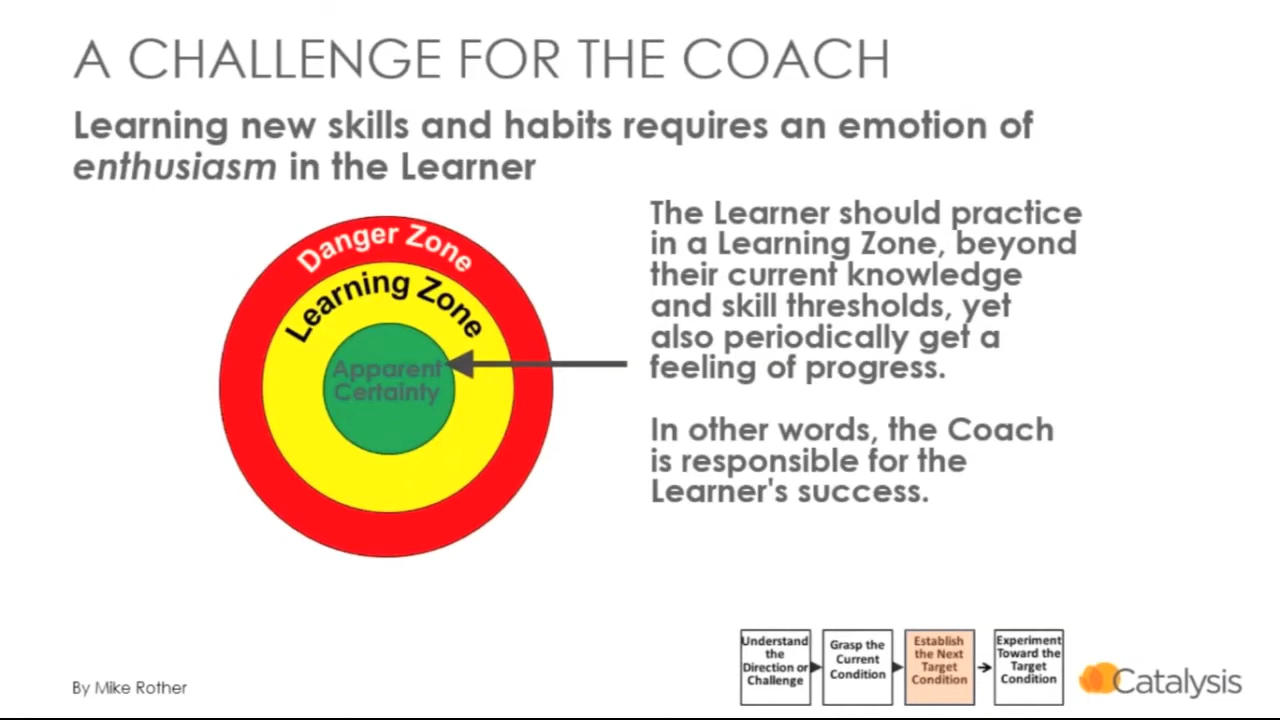 A CHALLENGE FOR THE COACH
Learning new skills and habits requires an emotion of
enthusiasm in the Learner
Danger Zone
Learning Zone
Apparent
Certainty
The Learner should practice
in a Learning Zone, beyond
their current knowledge
and skill thresholds, yet
also periodically get a
feeling of progress.
In other words, the Coach
is responsible for the
Learner's success.
By Mike Rother
Understand
the
Direction or
Challenge
Grasp the
Current
Condition
Establish
the Next
Target
Condition
Experiment
Toward the
Target
Condition
Catalysis